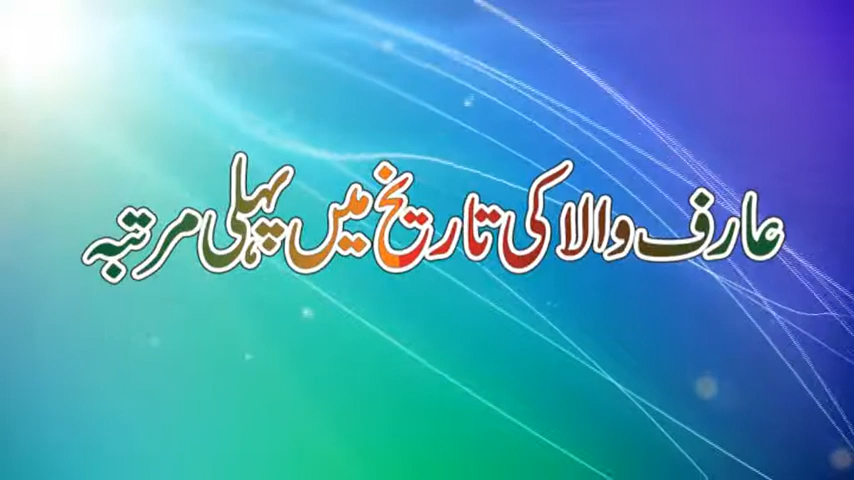 عارف والا کی تاریخ میں پہلی مرتبہ